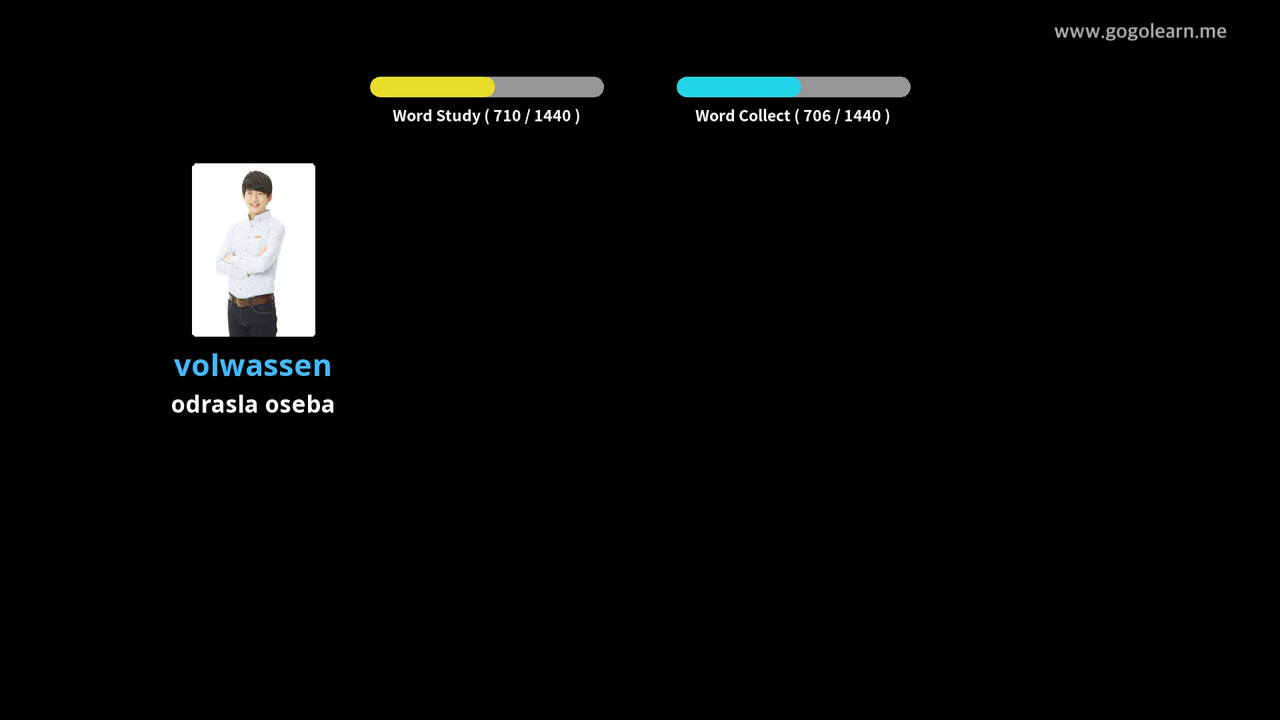 www.gogolearn.me
Word Study ( 710 / 1440 )
Word Collect ( 706 / 1440 )
volwassen
odrasla oseba